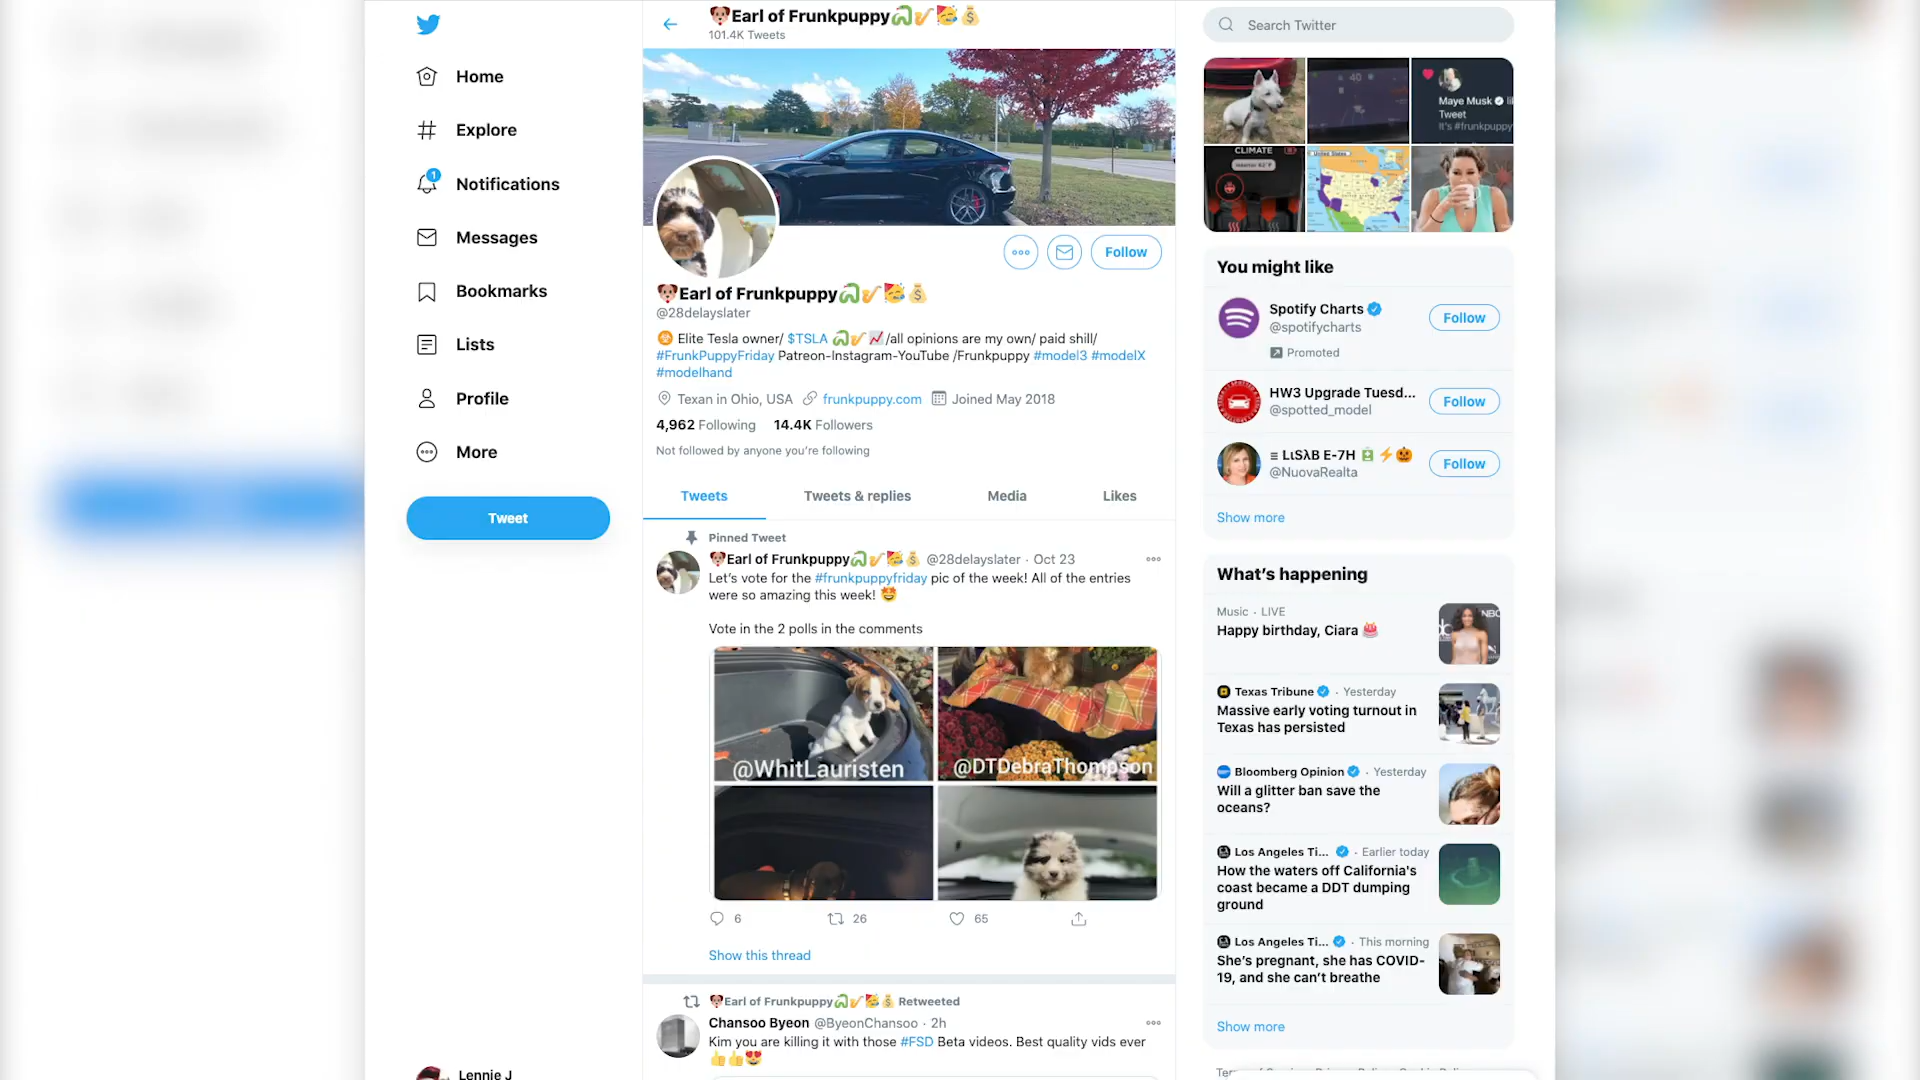 Home
Explore
1
Notifications
Messages
Bookmarks
Lists
Profile
More
Tweet
Lennie J
Earl of Frunkpuppy
101.4K Tweets
Follow
Earl of Frunkpuppy
@28delayslater
Elite Tesla owner/ $TSLA /all opinions are my own/ paid shill/
#FrunkPuppyFriday Patreon-Instagram-YouTube /Frunkpuppy #model3 #modelX
#modelhand
Texan in Ohio, USA frunkpuppy.com Joined May 2018
4,962 Following 14.4K Followers
Not followed by anyone you're following
Tweets Tweets & replies Media Likes
Pinned Tweet
Earl of Frunkpuppy @28delayslater · Oct 23
Let's vote for the #frunkpuppyfriday pic of the week! All of the entries
were so amazing this week!
Vote in the 2 polls in the comments
@WhitLauristen
@DTDebraThompson
6 26 65
Show this thread
Earl of Frunkpuppy Retweeted
Chansoo Byeon @ByeonChansoo · 2h
Kim you are killing it with those #FSD Beta videos. Best quality vids ever
Search Twitter
40
Maye Musk li
Tweet
It's #frunkpuppy
CLIMATE
United States
You might like
Spotify Charts
@spotifycharts
Promoted
Follow
HW3 Upgrade Tuesd...
@spotted_model
Follow
≡ LιSλB E-7H
@NuovaRealta
Follow
Show more
What's happening
Music · LIVE
Happy birthday, Ciara
NBC
Texas Tribune · Yesterday
Massive early voting turnout in
Texas has persisted
Bloomberg Opinion · Yesterday
Will a glitter ban save the
oceans?
Los Angeles Ti... · Earlier today
How the waters off California's
coast became a DDT dumping
ground
Los Angeles Ti... · This morning
She's pregnant, she has COVID-
19, and she can't breathe
Show more